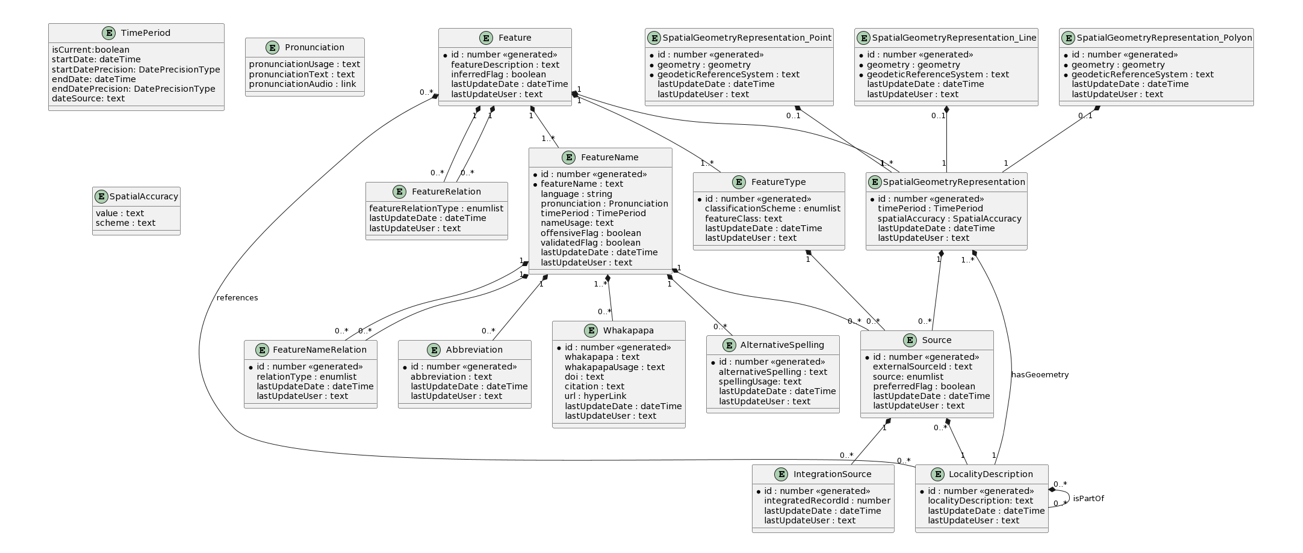 E TimePeriod
isCurrent:boolean
startDate: dateTime
startDatePrecision: DatePrecisionType
endDate: dateTime
endDatePrecision: DatePrecisionType
dateSource: text
E Pronunciation
pronunciationUsage : text
pronunciationText : text
pronunciationAudio : link
E Feature
id : number «generated»
featureDescription : text
inferredFlag : boolean
lastUpdateDate : dateTime
lastUpdateUser : text
E SpatialGeometryRepresentation_Point
id : number «generated»
geometry : geometry
geodeticReferenceSystem : text
lastUpdateDate : dateTime
lastUpdateUser : text
E SpatialGeometryRepresentation_Line
id : number «generated»
geometry : geometry
geodeticReferenceSystem : text
lastUpdateDate : dateTime
lastUpdateUser : text
E SpatialGeometryRepresentation_Polyon
id : number «generated»
geometry : geometry
geodeticReferenceSystem : text
lastUpdateDate : dateTime
lastUpdateUser : text
0..*
1
1
1
1
1
0..1
0..1
0..1
0..*
0..*
1..*
1..*
1..*
1
1
E SpatialAccuracy
value : text
scheme : text
E FeatureRelation
featureRelationType : enumlist
lastUpdateDate : dateTime
lastUpdateUser : text
E FeatureName
id : number «generated»
featureName : text
language : string
pronunciation : Pronunciation
timePeriod : TimePeriod
nameUsage: text
offensiveFlag : boolean
validatedFlag : boolean
lastUpdateDate : dateTime
lastUpdateUser : text
E FeatureType
id : number «generated»
classificationScheme : enumlist
featureClass: text
lastUpdateDate : dateTime
lastUpdateUser : text
E SpatialGeometryRepresentation
id : number «generated»
timePeriod : TimePeriod
spatialAccuracy : SpatialAccuracy
lastUpdateDate : dateTime
lastUpdateUser : text
1
1
1
1..*
1
1
1
1
1..*
references
0..*
0..*
0..*
0..*
0..*
0..*
0..*
0..*
E FeatureNameRelation
id : number «generated»
relationType : enumlist
lastUpdateDate : dateTime
lastUpdateUser : text
E Abbreviation
id : number «generated»
abbreviation : text
lastUpdateDate : dateTime
lastUpdateUser : text
E Whakapapa
id : number «generated»
whakapapa : text
whakapapaUsage : text
doi : text
citation : text
url : hyperLink
lastUpdateDate : dateTime
lastUpdateUser : text
E AlternativeSpelling
id : number «generated»
alternativeSpelling : text
spellingUsage: text
lastUpdateDate : dateTime
lastUpdateUser : text
E Source
id : number «generated»
externalSourceId : text
source: enumlist
preferredFlag : boolean
lastUpdateDate : dateTime
lastUpdateUser : text
hasGeoemetry
1
0..*
0..*
0..*
1
1
E IntegrationSource
id : number «generated»
integratedRecordId : number
lastUpdateDate : dateTime
lastUpdateUser : text
E LocalityDescription
id : number «generated»
localityDescription: text
lastUpdateDate : dateTime
lastUpdateUser : text
0..*
isPartOf
0..*